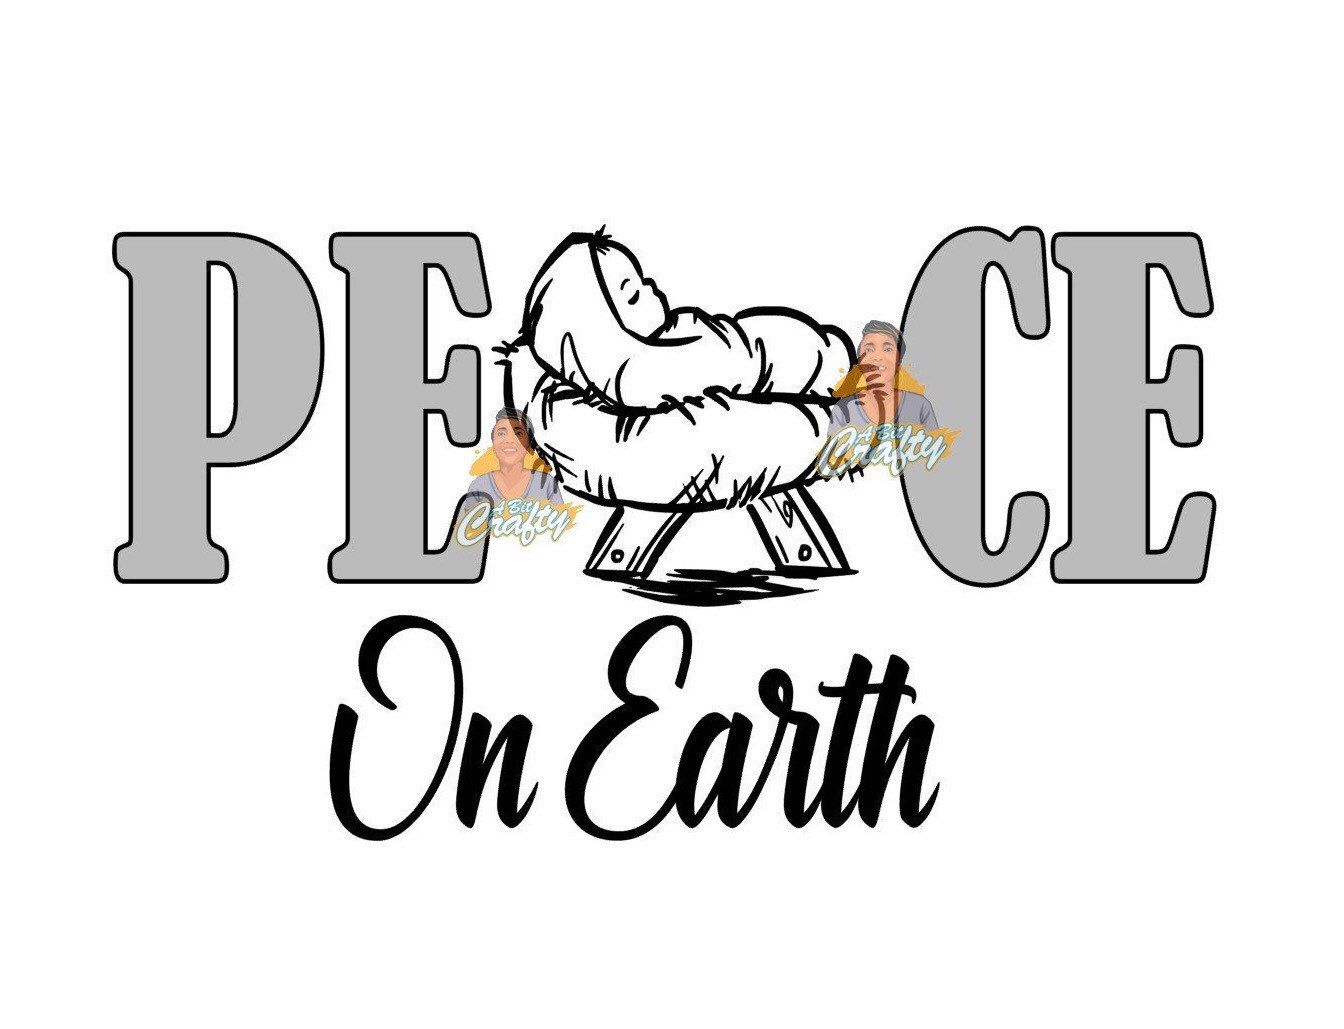 PE CE
A Bit
Crafty
A Bit
Crafty
On Earth